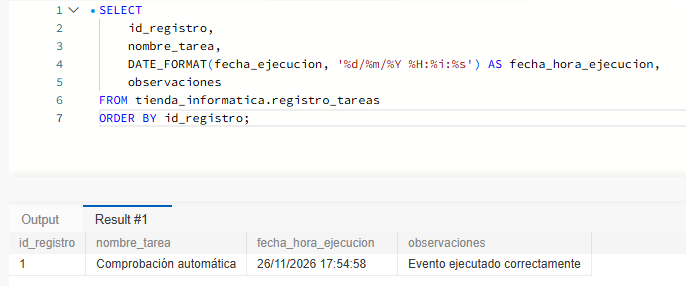 1 SELECT
2 id_registro,
3 nombre_tarea,
4 DATE_FORMAT(fecha_ejecucion, '%d/%m/%Y %H:%i:%s') AS fecha_hora_ejecucion,
5 observaciones
6 FROM tienda_informatica.registro_tareas
7 ORDER BY id_registro;
Output Result #1
id_registro nombre_tarea fecha_hora_ejecucion observaciones
1 Comprobación automática 26/11/2026 17:54:58 Evento ejecutado correctamente